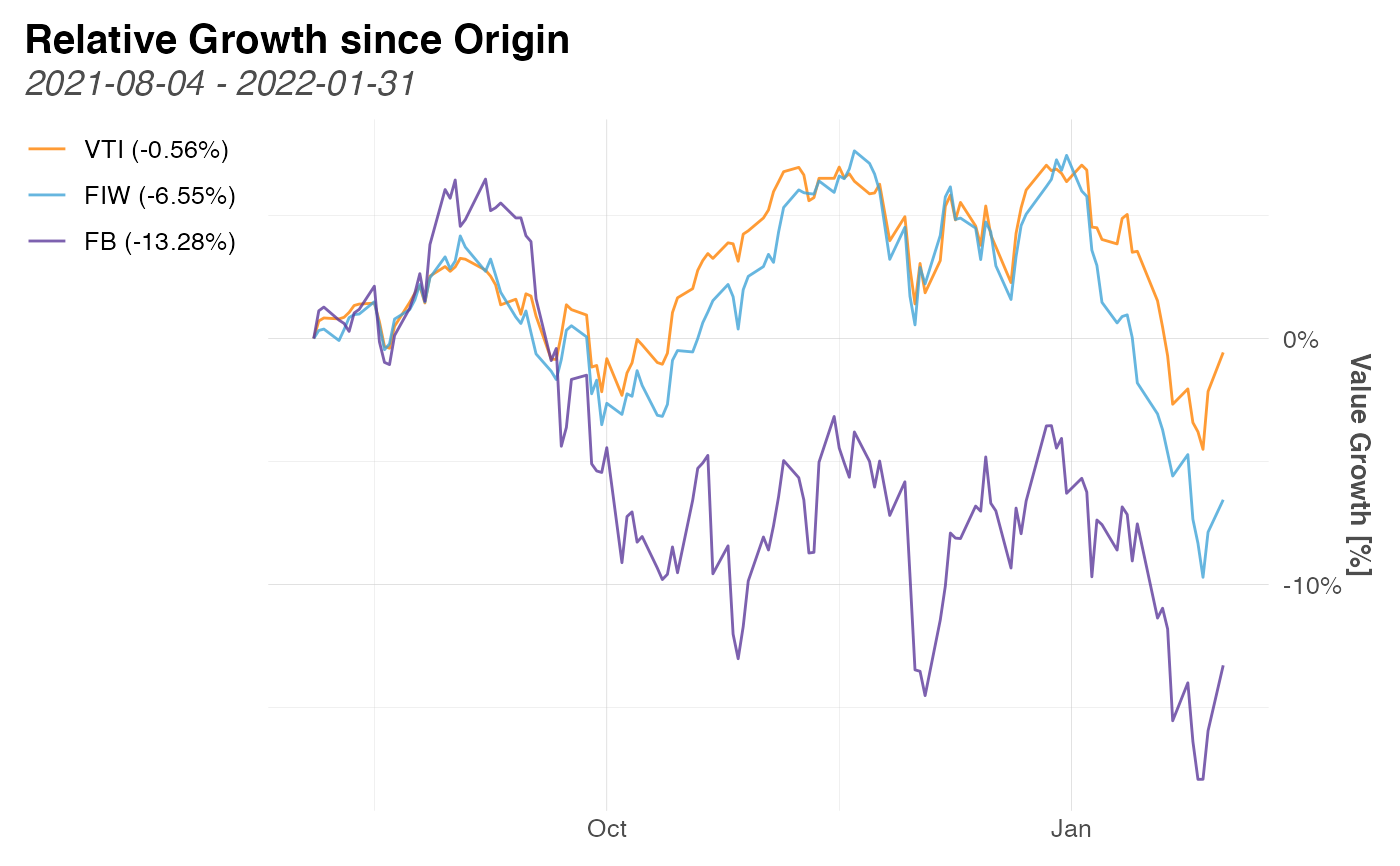 Relative Growth since Origin
2021-08-04 - 2022-01-31
VTI (-0.56%)
FIW (-6.55%)
FB (-13.28%)
0%
-10%
Value Growth [%]
Oct
Jan